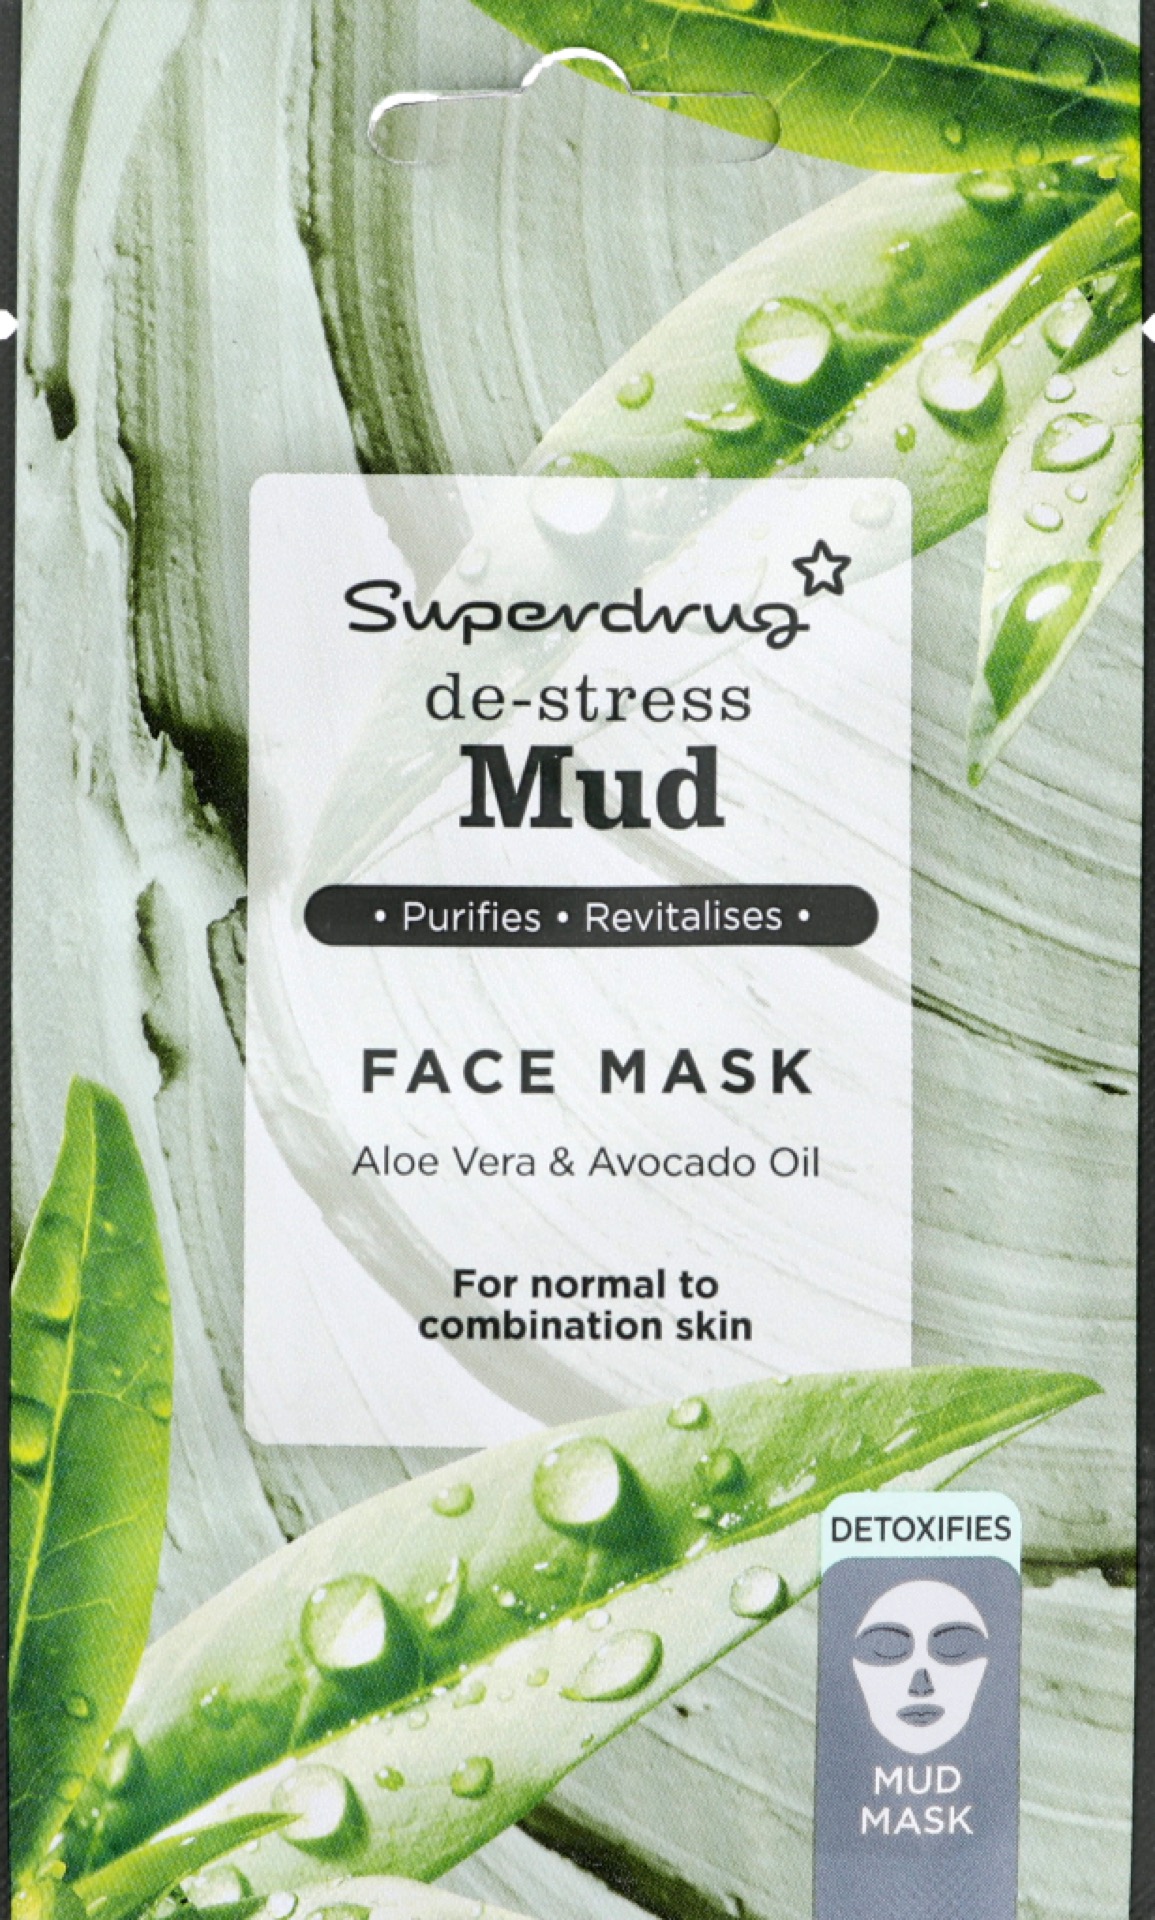 Superdrug
de-stress
Mud
• Purifies • Revitalises •
FACE MASK
Aloe Vera & Avocado Oil
For normal to
combination skin
DETOXIFIES
MUD
MASK